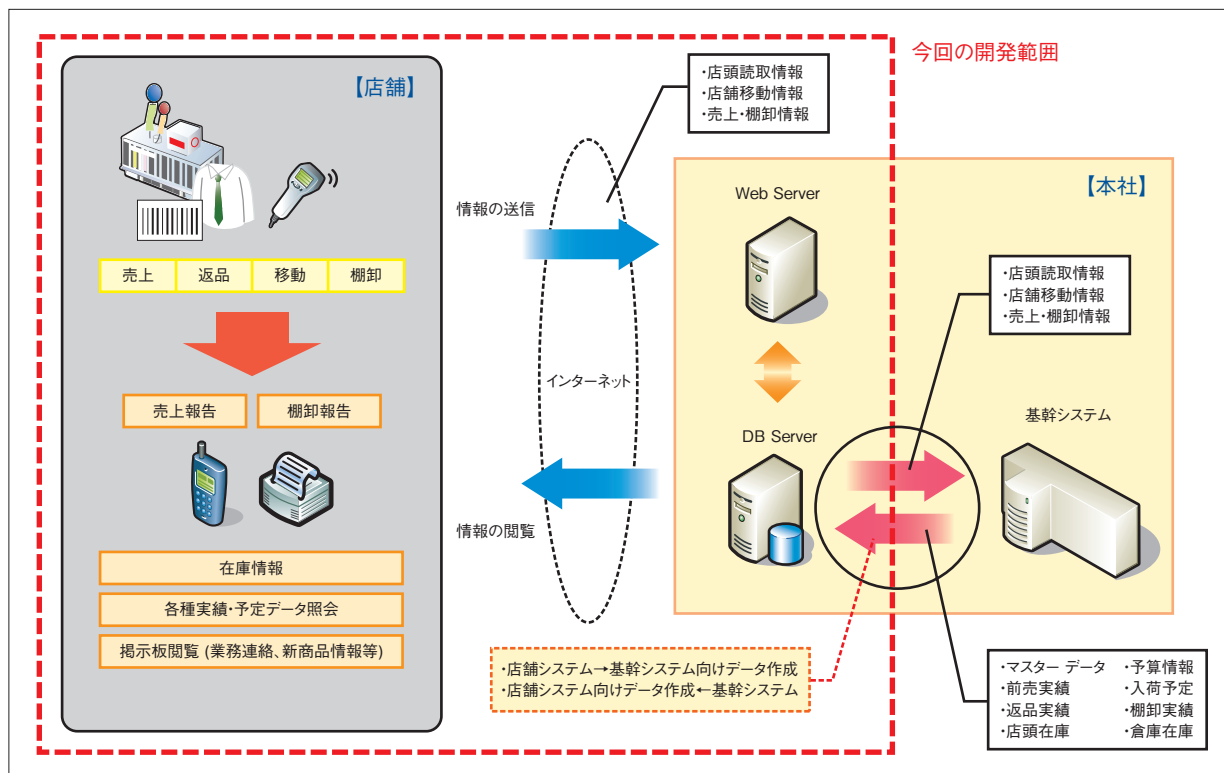 今回の開発範囲
【店舗】
売上
返品
移動
棚卸
売上報告
棚卸報告
在庫情報
各種実績・予定データ照会
掲示板閲覧 (業務連絡、新商品情報等)
・店頭読取情報
・店舗移動情報
・売上・棚卸情報
情報の送信
インターネット
情報の閲覧
【本社】
Web Server
DB Server
・店頭読取情報
・店舗移動情報
・売上・棚卸情報
基幹システム
・店舗システム→基幹システム向けデータ作成
・店舗システム向けデータ作成←基幹システム
・マスター データ ・予算情報
・前売実績 ・入荷予定
・返品実績 ・棚卸実績
・店頭在庫 ・倉庫在庫